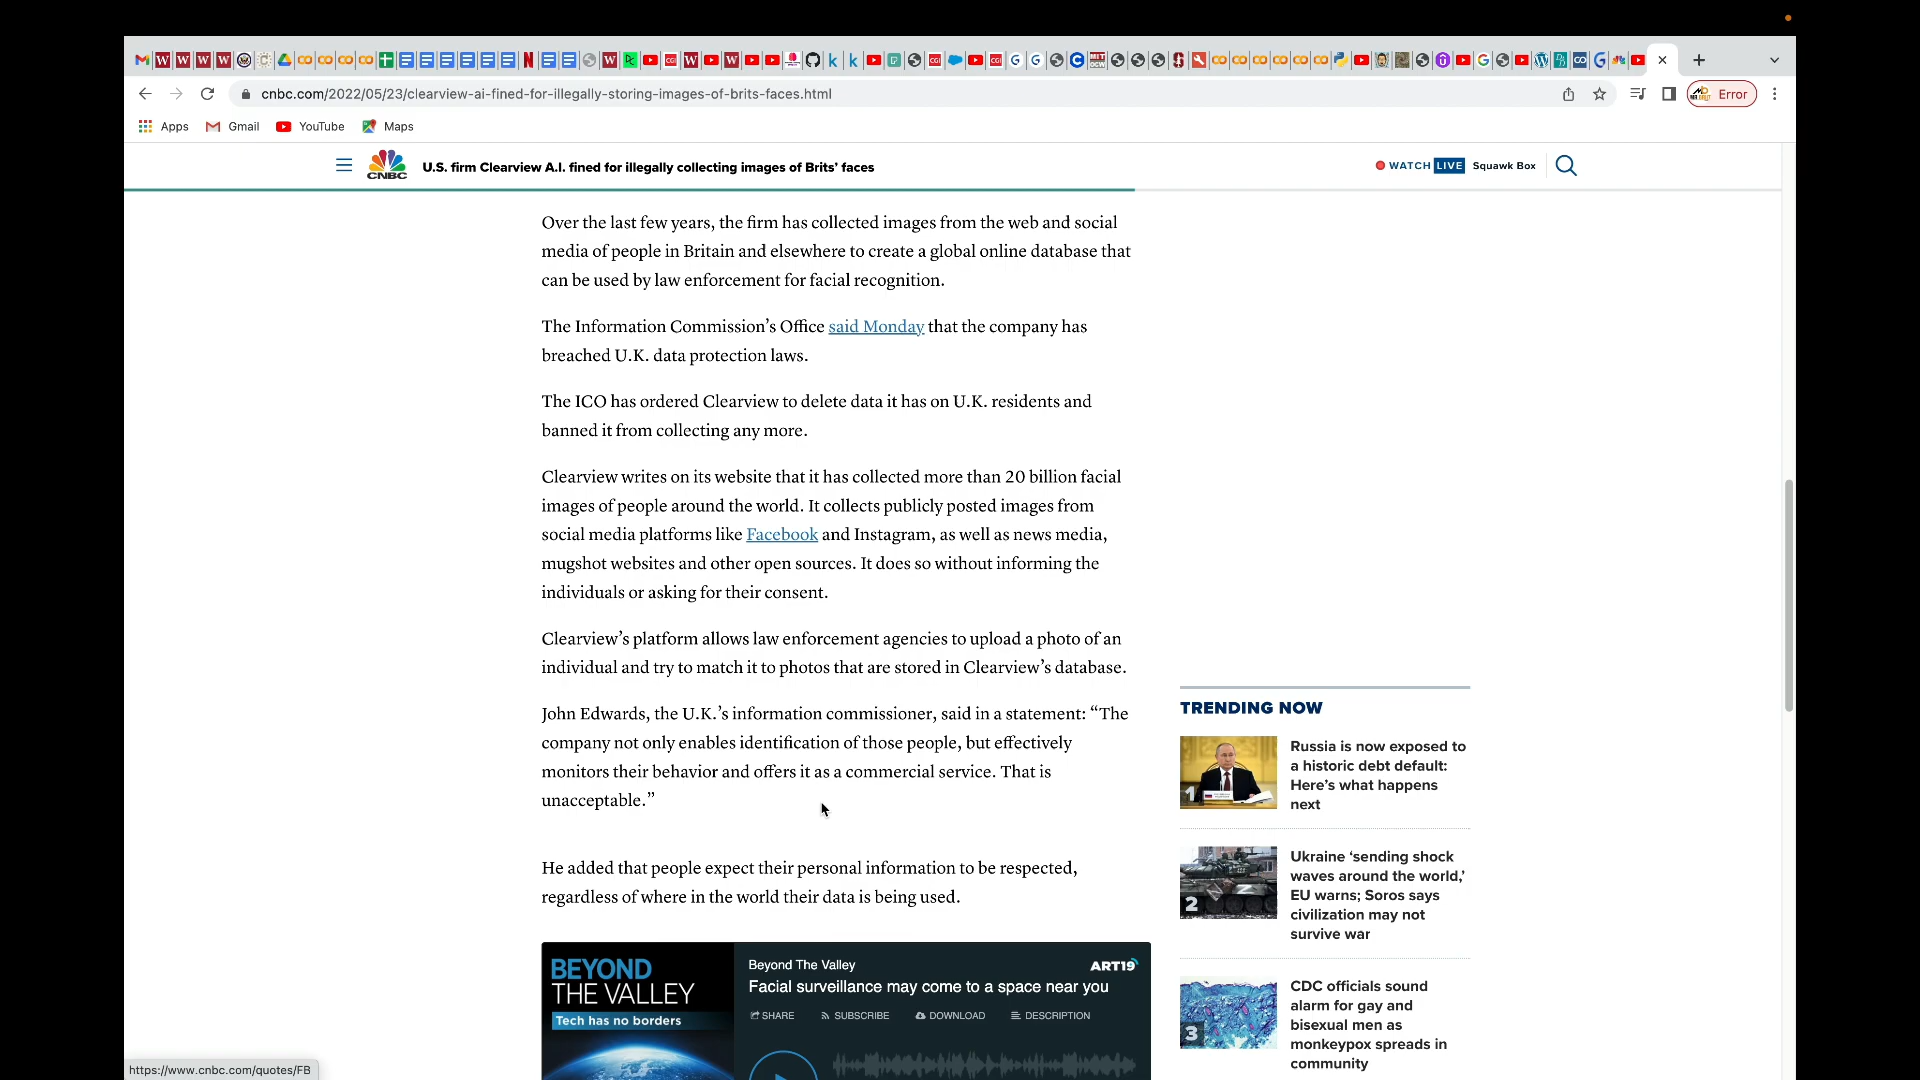 cnbc.com/2022/05/23/clearview-ai-fined-for-illegally-storing-images-of-brits-faces.html
Error
Apps
Gmail
YouTube
Maps
CNBC
U.S. firm Clearview A.I. fined for illegally collecting images of Brits’ faces
WATCH LIVE Squawk Box
Over the last few years, the firm has collected images from the web and social
media of people in Britain and elsewhere to create a global online database that
can be used by law enforcement for facial recognition.
The Information Commission’s Office said Monday that the company has
breached U.K. data protection laws.
The ICO has ordered Clearview to delete data it has on U.K. residents and
banned it from collecting any more.
Clearview writes on its website that it has collected more than 20 billion facial
images of people around the world. It collects publicly posted images from
social media platforms like Facebook and Instagram, as well as news media,
mugshot websites and other open sources. It does so without informing the
individuals or asking for their consent.
Clearview’s platform allows law enforcement agencies to upload a photo of an
individual and try to match it to photos that are stored in Clearview’s database.
John Edwards, the U.K.’s information commissioner, said in a statement: “The
company not only enables identification of those people, but effectively
monitors their behavior and offers it as a commercial service. That is
unacceptable.”
He added that people expect their personal information to be respected,
regardless of where in the world their data is being used.
BEYOND
THE VALLEY
Tech has no borders
Beyond The Valley
ART19
Facial surveillance may come to a space near you
SHARE
SUBSCRIBE
DOWNLOAD
DESCRIPTION
TRENDING NOW
1
Russia is now exposed to
a historic debt default:
Here’s what happens
next
2
Ukraine ‘sending shock
waves around the world,’
EU warns; Soros says
civilization may not
survive war
3
CDC officials sound
alarm for gay and
bisexual men as
monkeypox spreads in
community
https://www.cnbc.com/quotes/FB